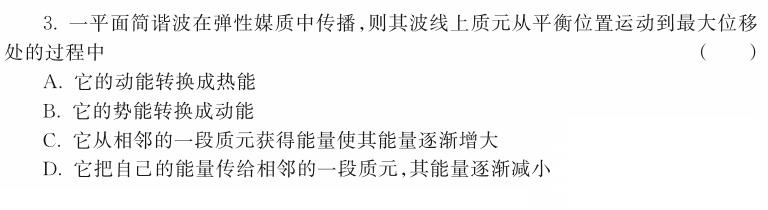 3. 一平面简谐波在弹性媒质中传播,则其波线上质元从平衡位置运动到最大位移
处的过程中 (  )
A. 它的动能转换成热能
B. 它的势能转换成动能
C. 它从相邻的一段质元获得能量使其能量逐渐增大
D. 它把自己的能量传给相邻的一段质元,其能量逐渐减小